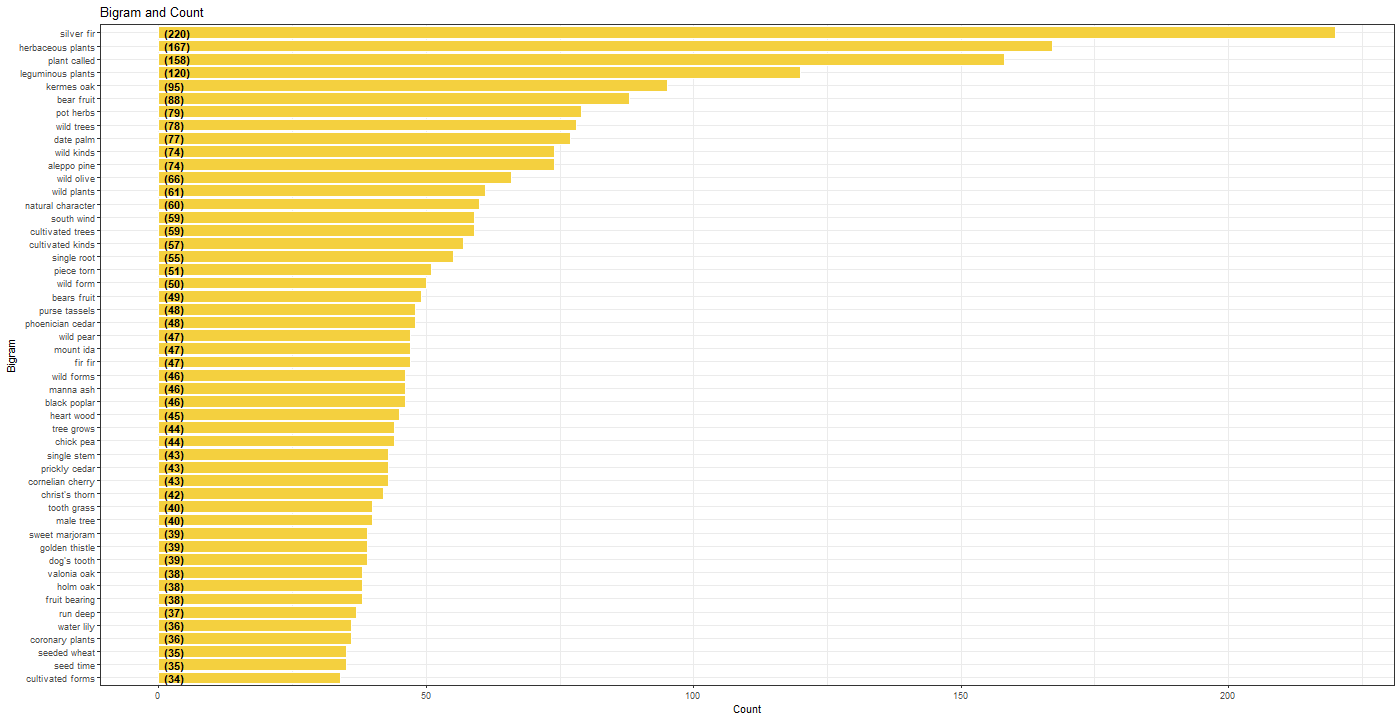 Bigram and Count
silver fir (220)
herbaceous plants (167)
plant called (158)
leguminous plants (120)
kermes oak (95)
bear fruit (88)
pot herbs (79)
wild trees (78)
date palm (77)
wild kinds (74)
aleppo pine (74)
wild olive (66)
wild plants (61)
natural character (60)
south wind (59)
cultivated trees (59)
cultivated kinds (57)
single root (55)
piece torn (51)
wild form (50)
bears fruit (49)
purse tassels (48)
phoenician cedar (48)
wild pear (47)
mount ida (47)
fir fir (47)
wild forms (46)
manna ash (46)
black poplar (46)
heart wood (45)
tree grows (44)
chick pea (44)
single stem (43)
prickly cedar (43)
cornelian cherry (43)
christ's thorn (42)
tooth grass (40)
male tree (40)
sweet marjoram (39)
golden thistle (39)
dog's tooth (39)
valonia oak (38)
holm oak (38)
fruit bearing (38)
run deep (37)
water lily (36)
coronary plants (36)
seeded wheat (35)
seed time (35)
cultivated forms (34)
Bigram
0 50 100 150 200
Count